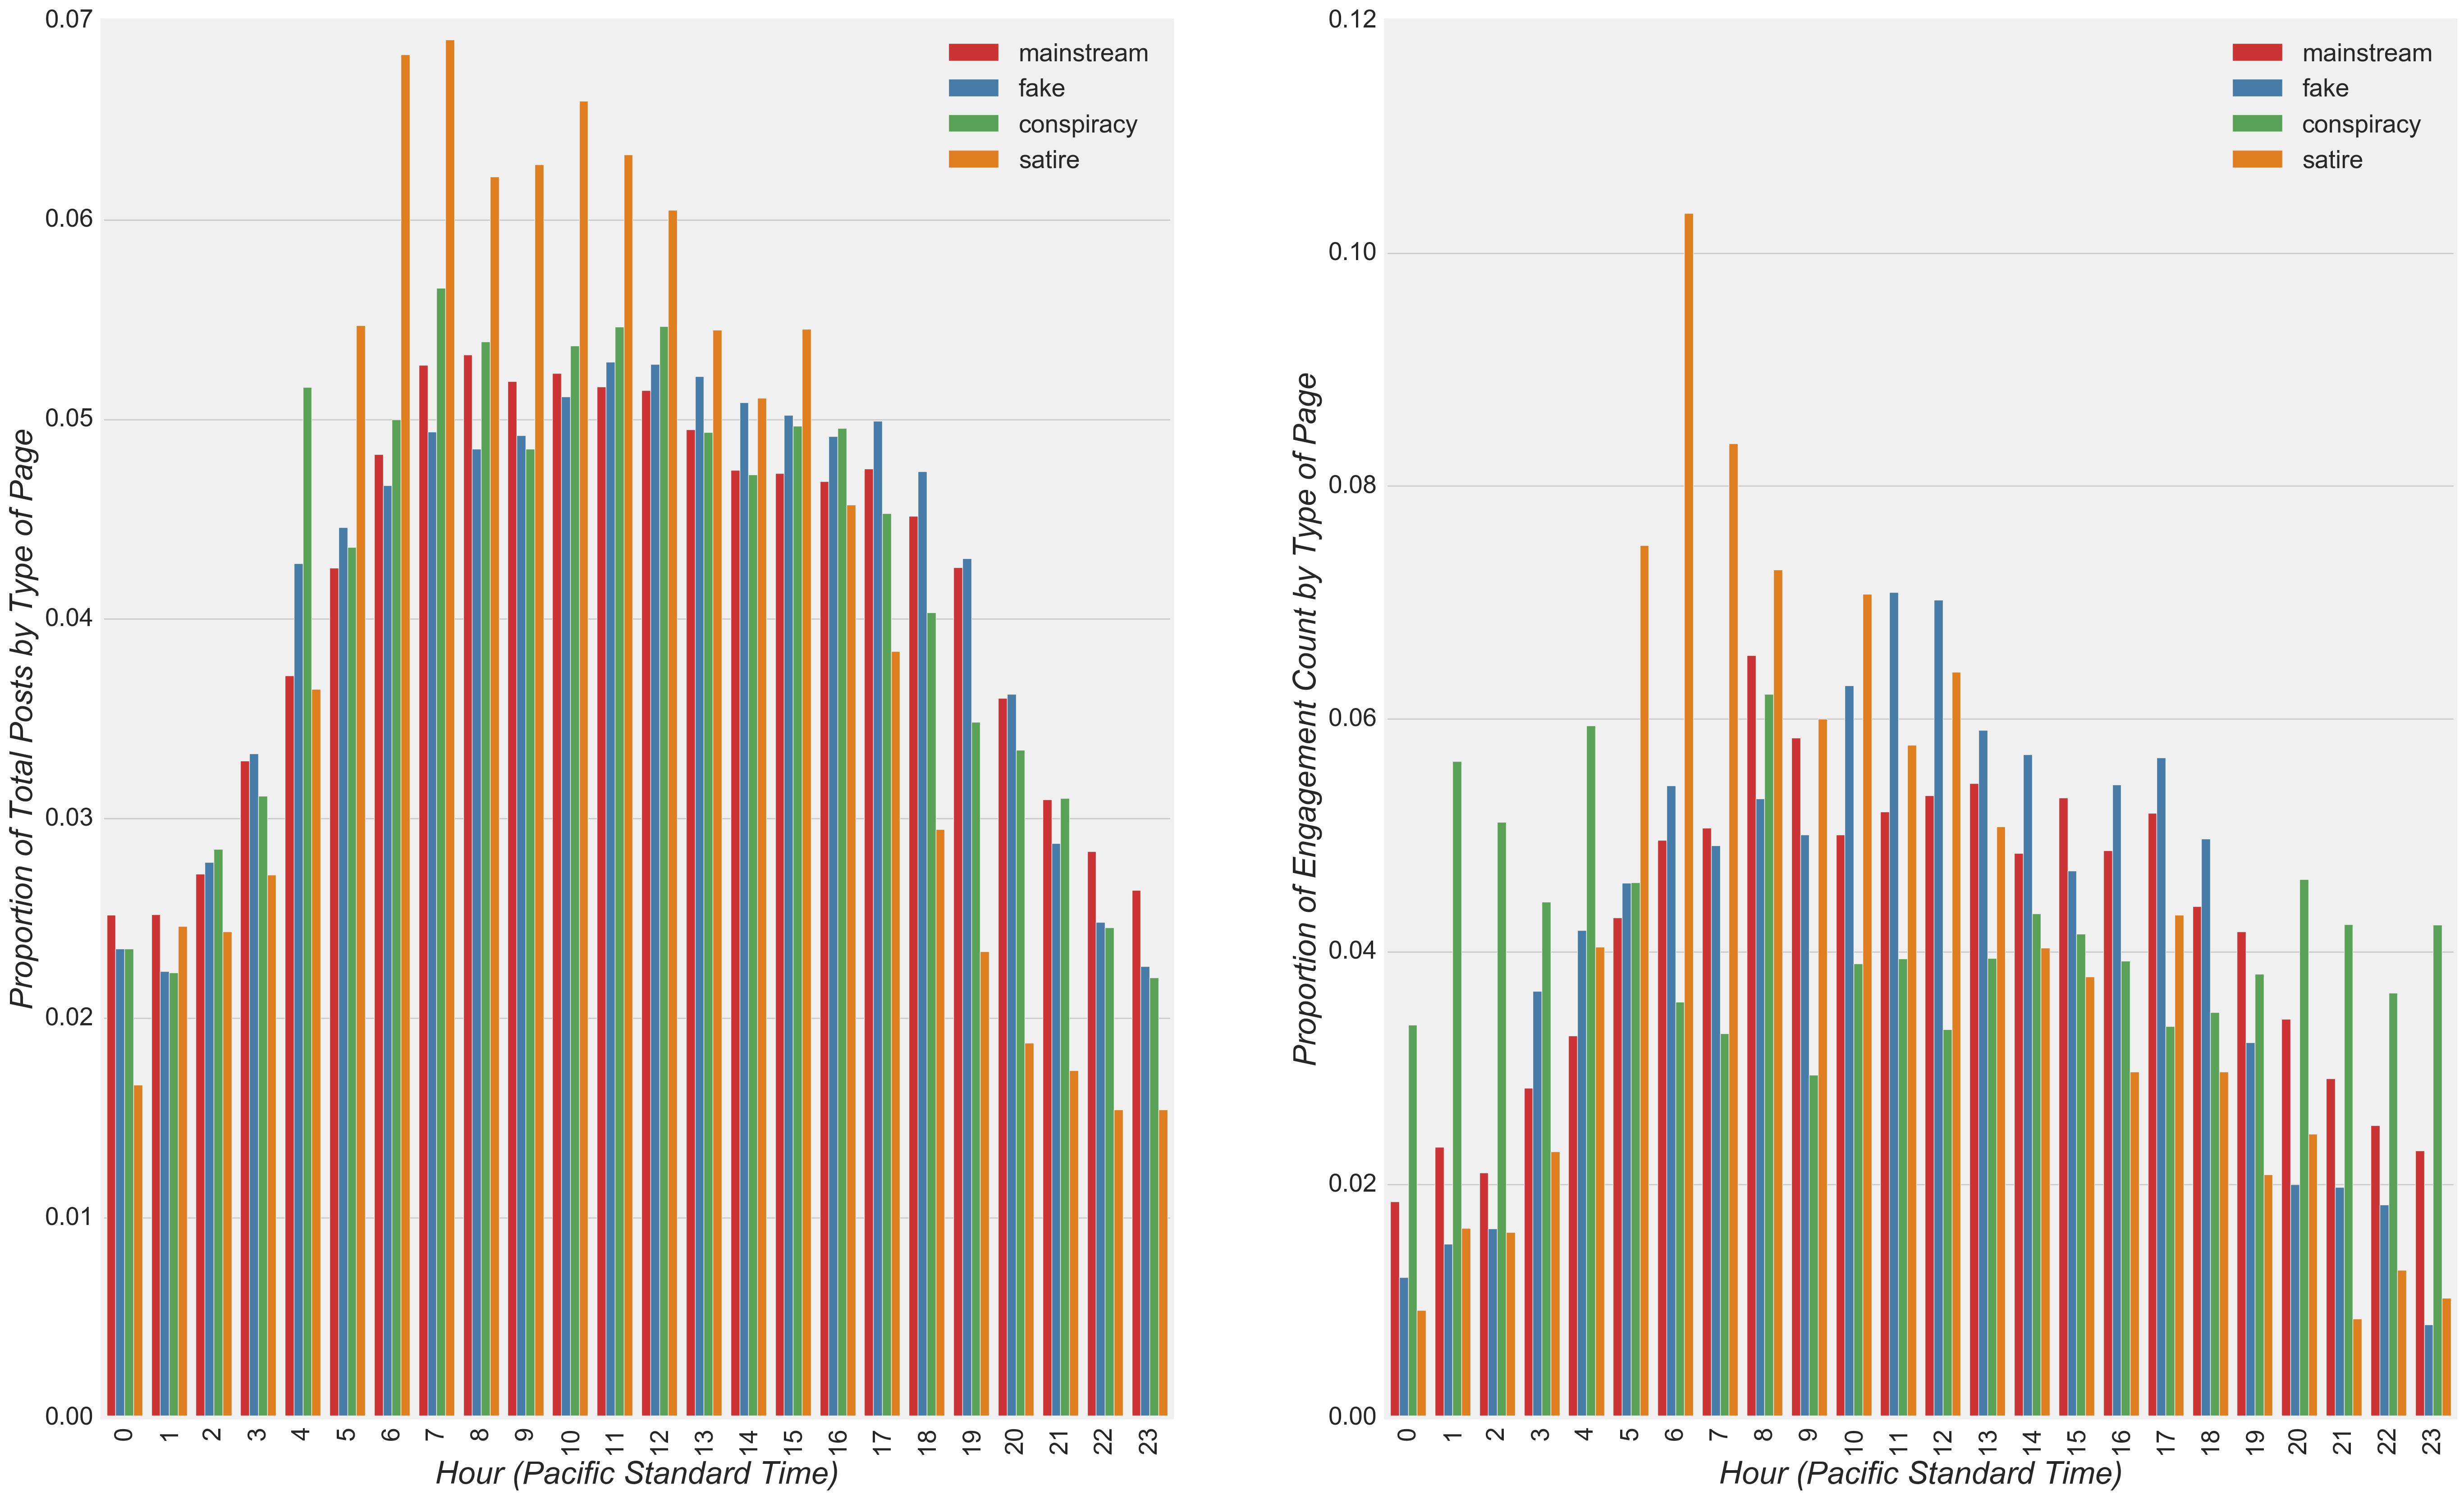 Proportion of Total Posts by Type of Page
0.07
0.06
0.05
0.04
0.03
0.02
0.01
0.00
mainstream
fake
conspiracy
satire
0 1 2 3 4 5 6 7 8 9 10 11 12 13 14 15 16 17 18 19 20 21 22 23
Hour (Pacific Standard Time)
Proportion of Engagement Count by Type of Page
0.12
0.10
0.08
0.06
0.04
0.02
0.00
mainstream
fake
conspiracy
satire
0 1 2 3 4 5 6 7 8 9 10 11 12 13 14 15 16 17 18 19 20 21 22 23
Hour (Pacific Standard Time)